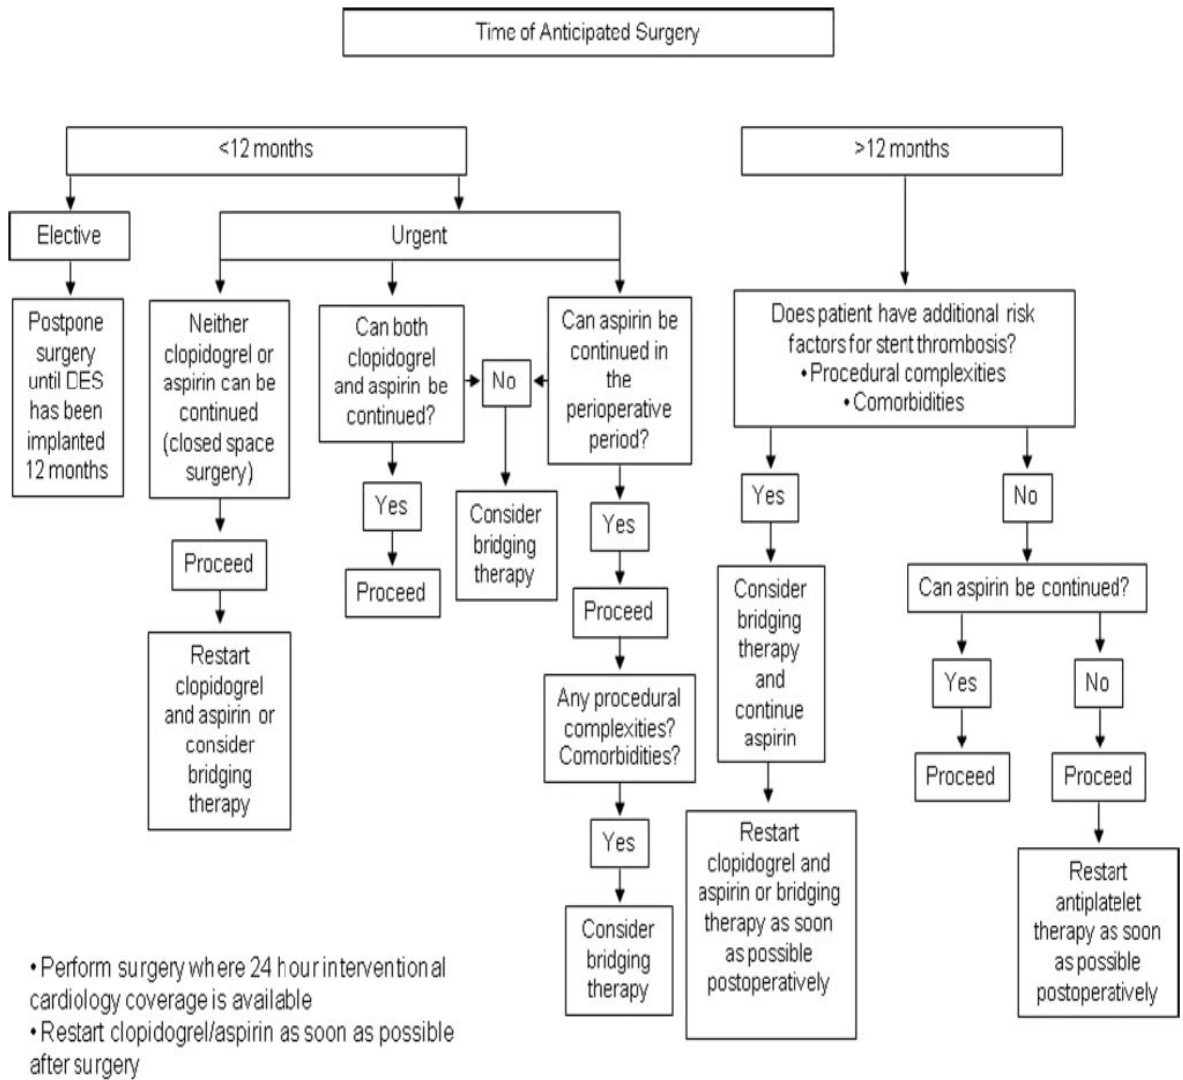 Time of Anticipated Surgery
<12 months
>12 months
Elective
Urgent
Postpone
surgery
until DES
has been
implanted
12 months
Neither
clopidogrel or
aspirin can be
continued
(closed space
surgery)
Proceed
Restart
clopidogrel
and aspirin or
consider
bridging
therapy
Can both
clopidogrel
and aspirin be
continued?
Yes
Proceed
No
Consider
bridging
therapy
Can aspirin be
continued in
the
perioperative
period?
Yes
Proceed
Any procedural
complexities?
Comorbidities?
Yes
Consider
bridging
therapy
Does patient have additional risk
factors for stert thrombosis?
• Procedural complexities
• Comorbidities
Yes
Consider
bridging
therapy
and
continue
aspirin
Restart
clopidogrel and
aspirin or bridging
therapy as soon
as possible
postoperatively
No
Can aspirin be continued?
Yes
Proceed
No
Proceed
Restart
antiplatelet
therapy as soon
as possible
postoperatively
• Perform surgery where 24 hour interventional
cardiology coverage is available
• Restart clopidogrel/aspirin as soon as possible
after surgery